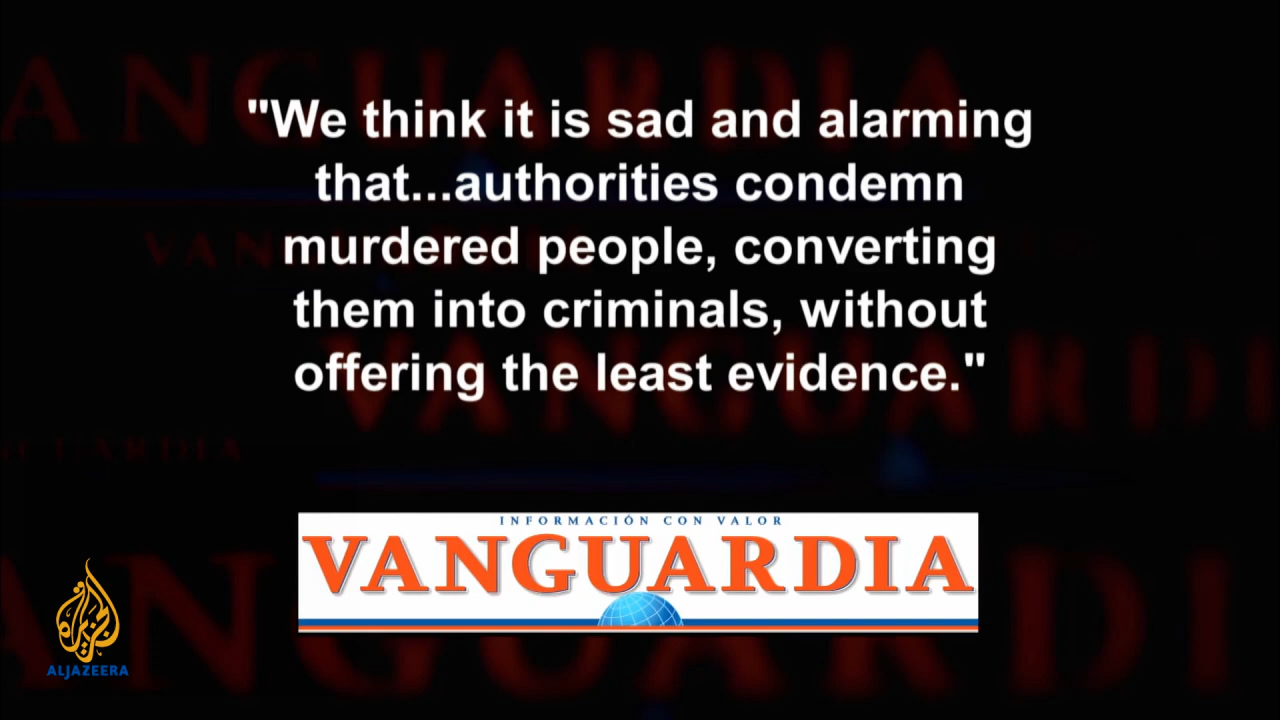 "We think it is sad and alarming
that...authorities condemn
murdered people, converting
them into criminals, without
offering the least evidence."
INFORMACIÓN CON VALOR
VANGUARDIA
الجزيرة
ALJAZEERA